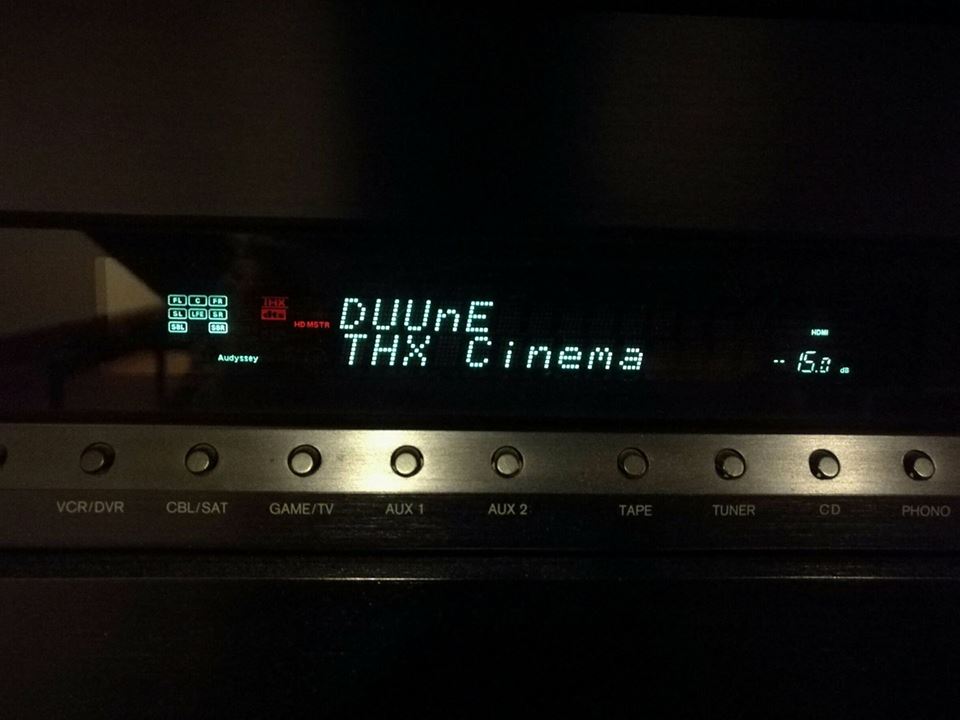 FL C FR
SL LFE SR
SBL SBR
THX
dts
HD MSTR
Audyssey
DUUnE
THX Cinema
HDMI
--15.0 dB
VCR/DVR CBL/SAT GAME/TV AUX 1 AUX 2 TAPE TUNER CD PHONO